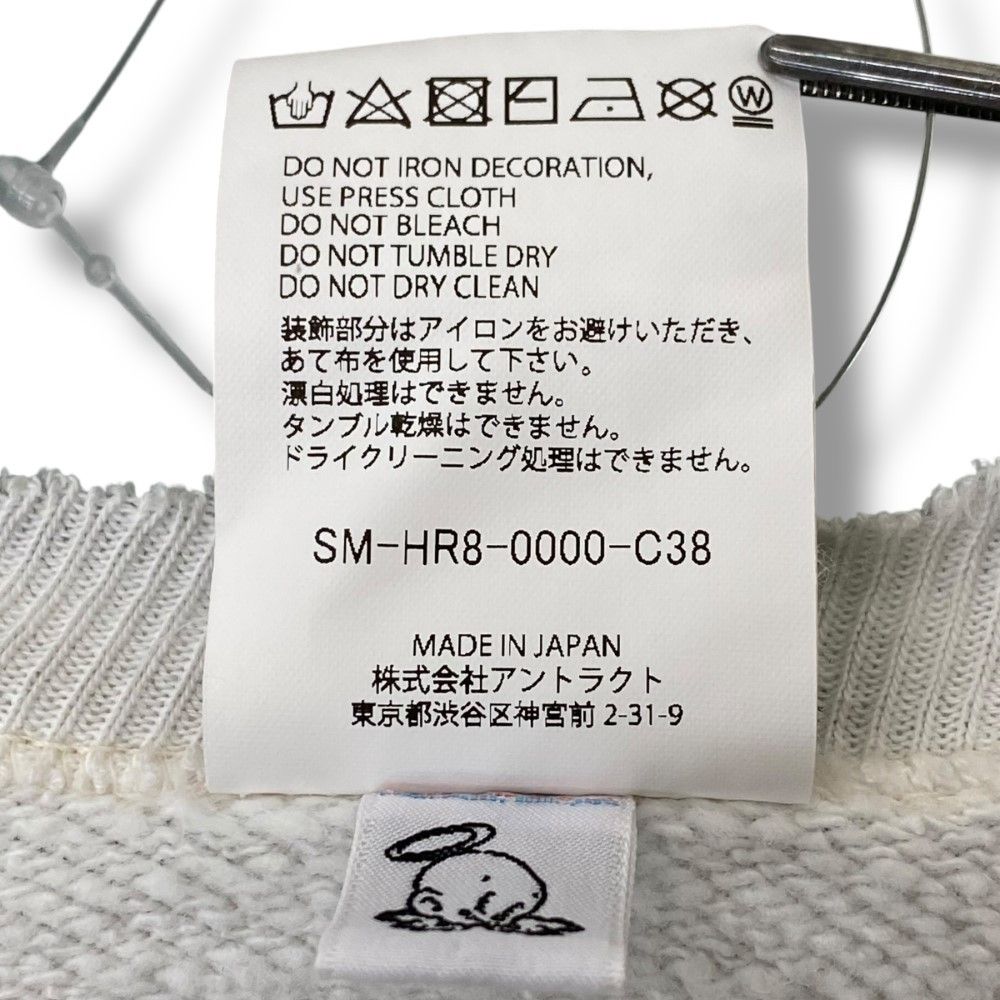 W
DO NOT IRON DECORATION,
USE PRESS CLOTH
DO NOT BLEACH
DO NOT TUMBLE DRY
DO NOT DRY CLEAN
装飾部分はアイロンをお避けいただき、
あて布を使用して下さい。
漂白処理はできません。
タンブル乾燥はできません。
ドライクリーニング処理はできません。
SM-HR8-0000-C38
MADE IN JAPAN
株式会社アントラクト
東京都渋谷区神宮前 2-31-9